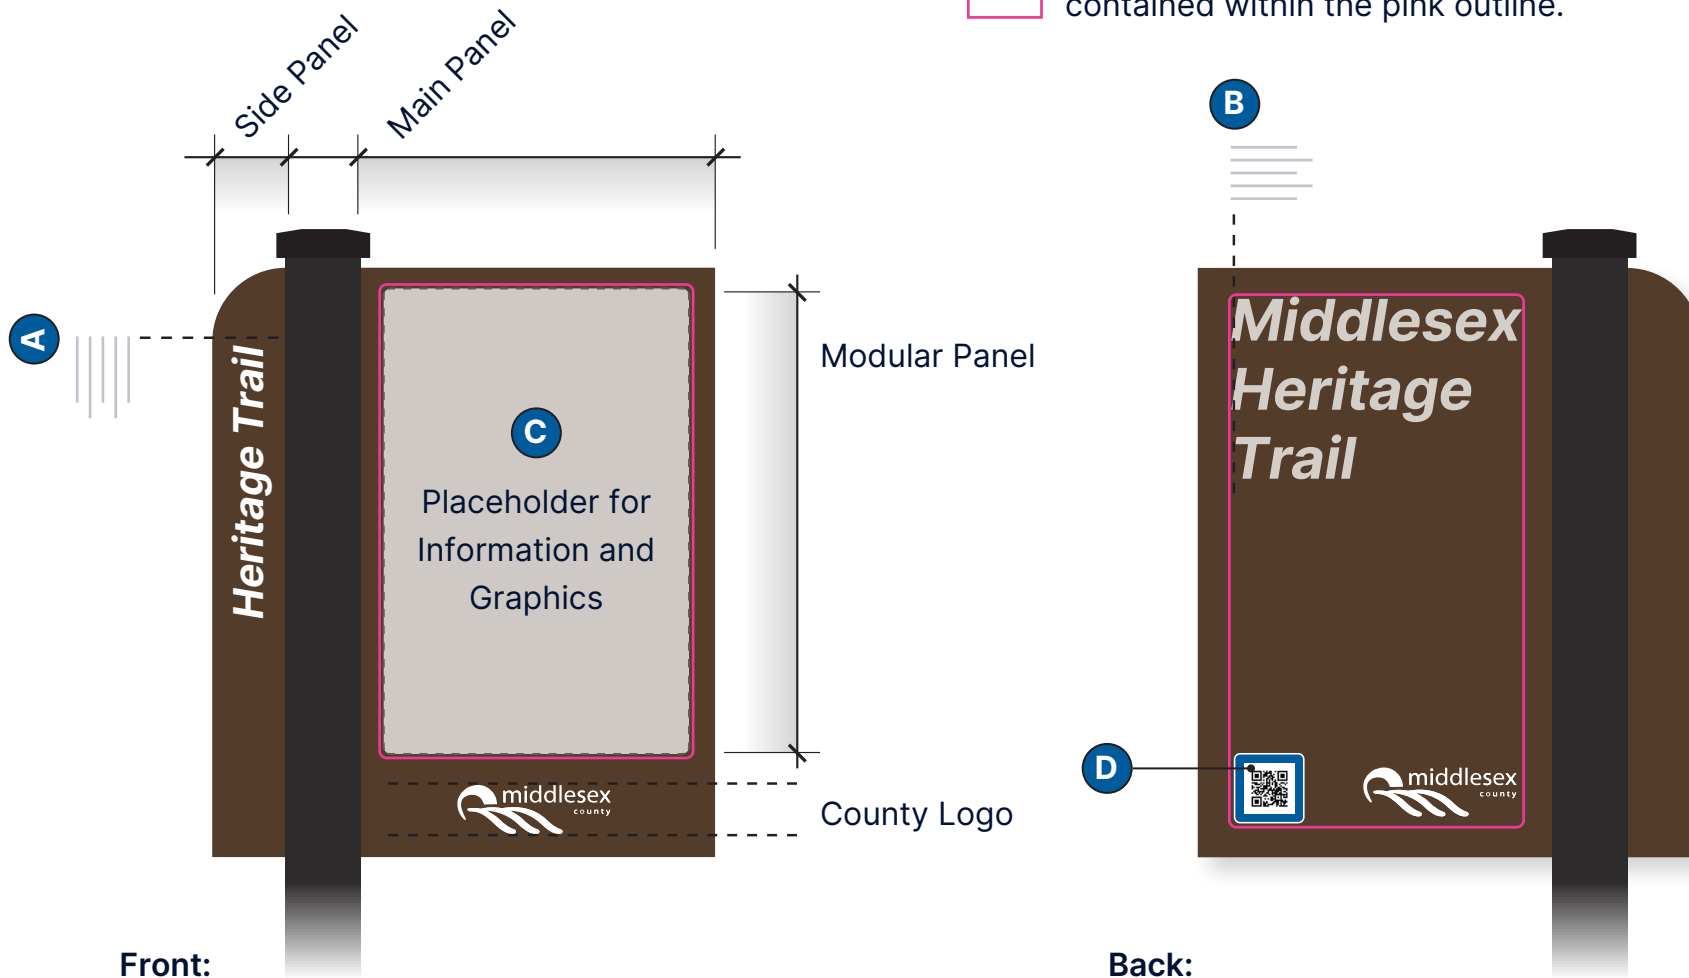 contained within the pink outline.
Side Panel
Main Panel
B
A
Heritage Trail
C
Placeholder for
Information and
Graphics
Modular Panel
middlesex
county
County Logo
Middlesex
Heritage
Trail
D
middlesex
county
Front:
Back: